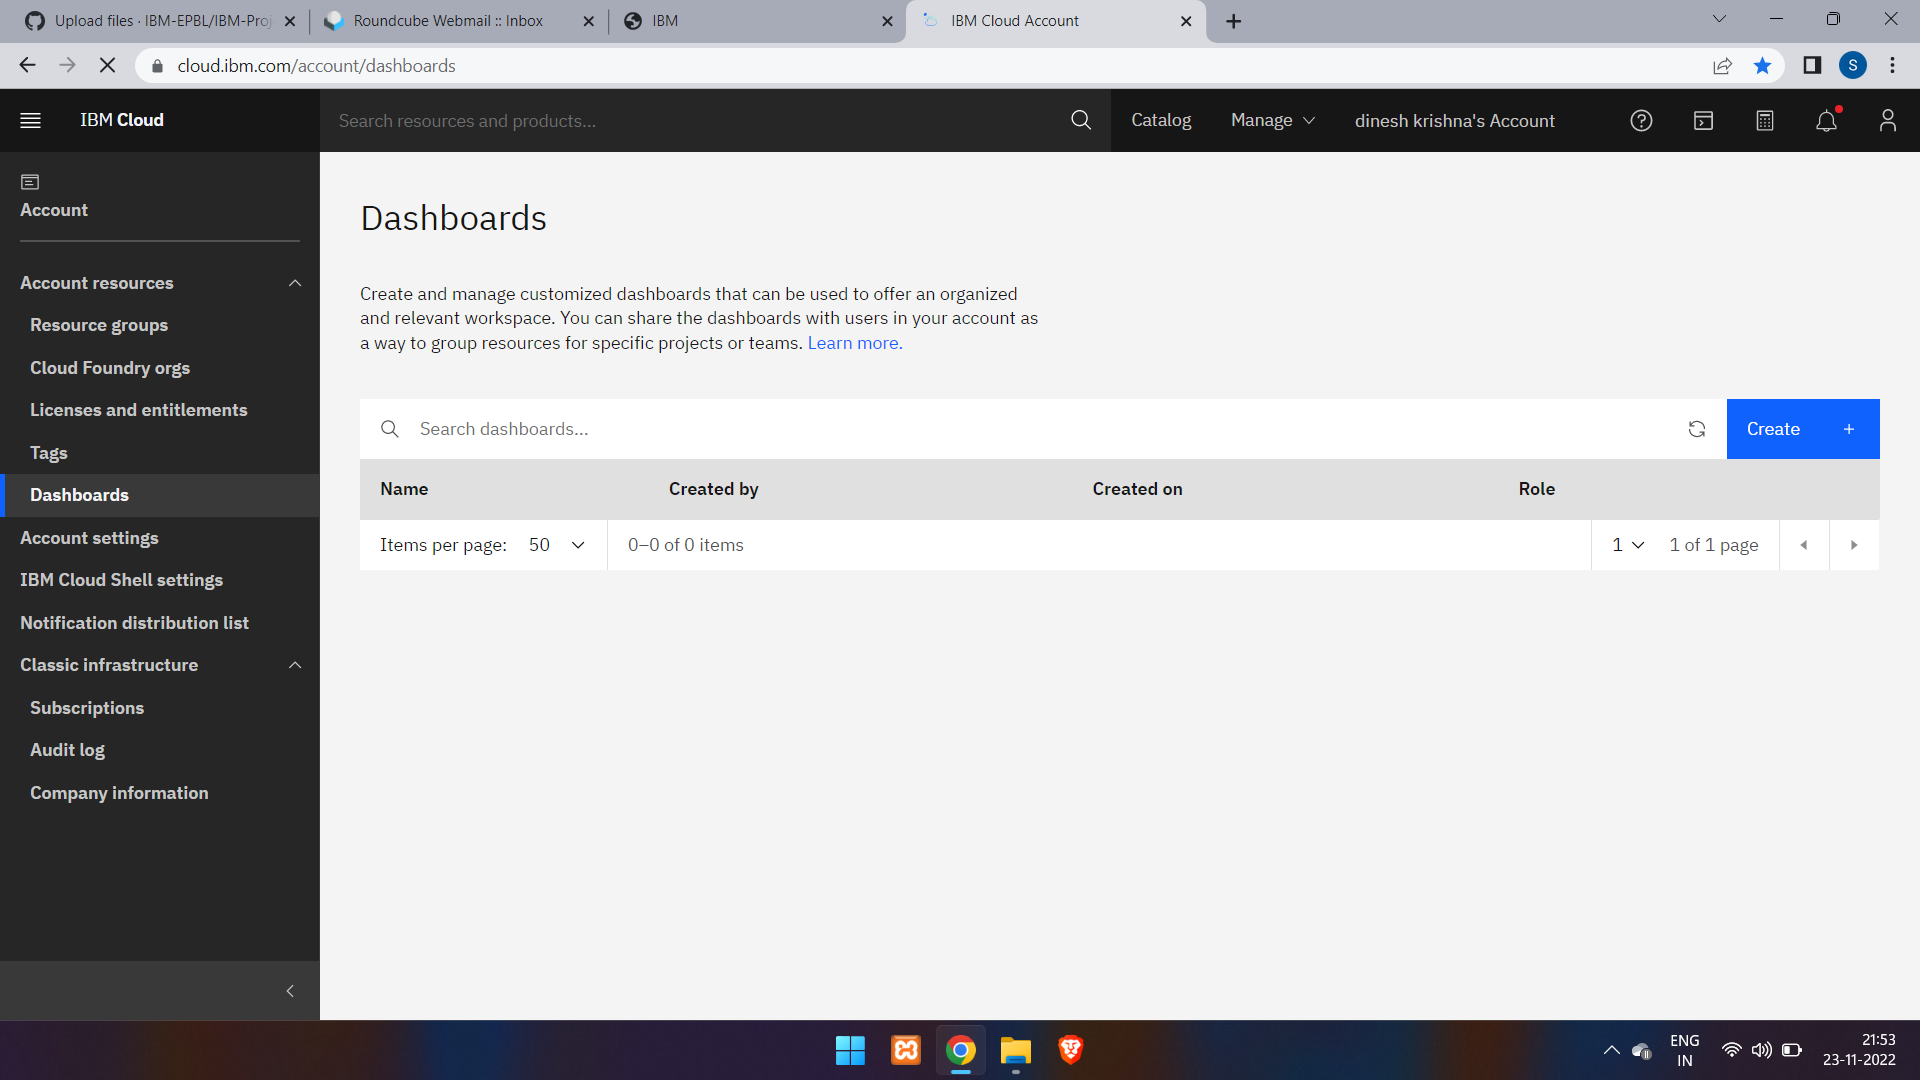 Upload files · IBM-EPBL/IBM-Proj
Roundcube Webmail :: Inbox
IBM
IBM Cloud Account
cloud.ibm.com/account/dashboards
S
IBM Cloud
Search resources and products...
Catalog
Manage
dinesh krishna's Account
Account
Account resources
Resource groups
Cloud Foundry orgs
Licenses and entitlements
Tags
Dashboards
Account settings
IBM Cloud Shell settings
Notification distribution list
Classic infrastructure
Subscriptions
Audit log
Company information
Dashboards
Create and manage customized dashboards that can be used to offer an organized
and relevant workspace. You can share the dashboards with users in your account as
a way to group resources for specific projects or teams. Learn more.
Search dashboards...
Create +
Name
Created by
Created on
Role
Items per page: 50
0–0 of 0 items
1
1 of 1 page
ENG
IN
21:53
23-11-2022